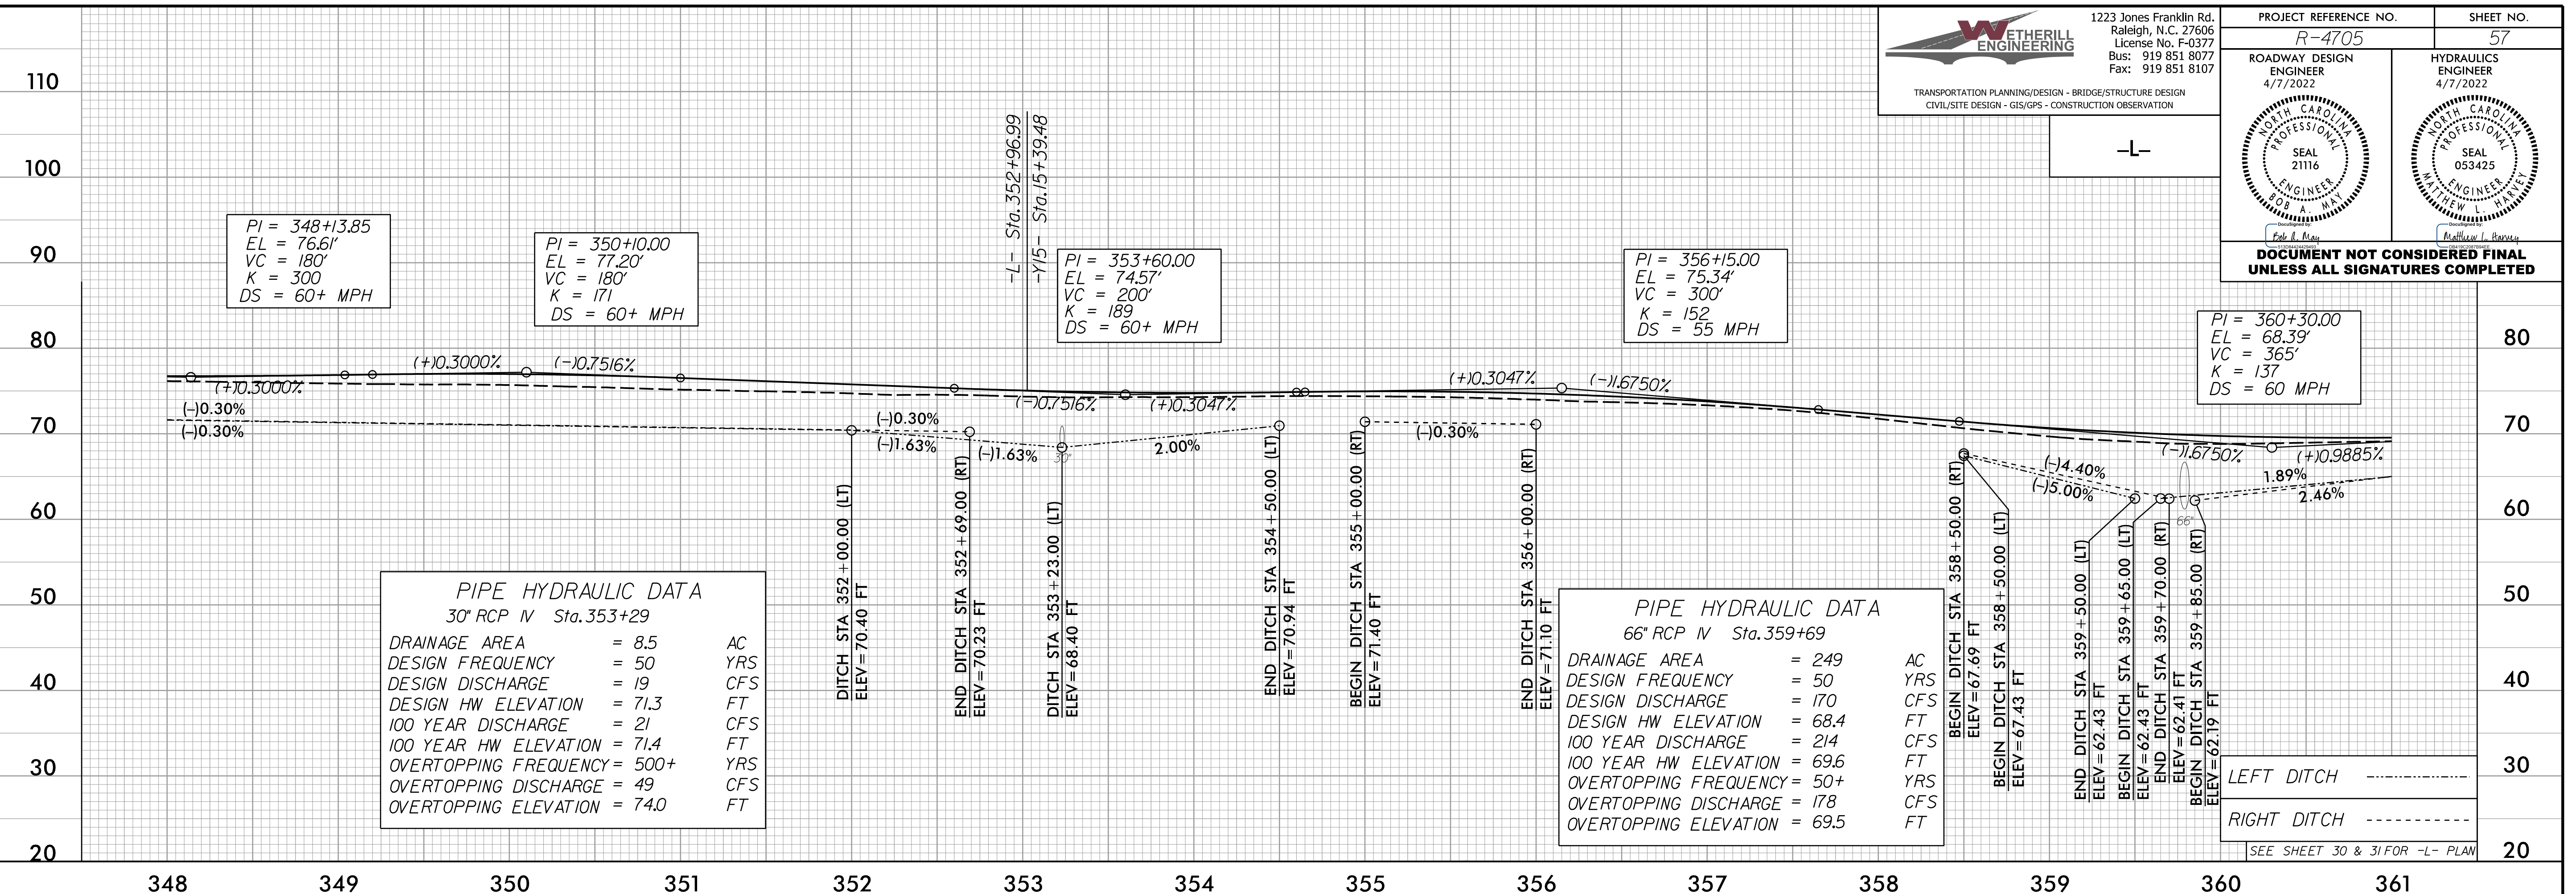 WETHERILL
ENGINEERING
1223 Jones Franklin Rd.
Raleigh, N.C. 27606
License No. F-0377
Bus: 919 851 8077
Fax: 919 851 8107
TRANSPORTATION PLANNING/DESIGN - BRIDGE/STRUCTURE DESIGN
CIVIL/SITE DESIGN - GIS/GPS - CONSTRUCTION OBSERVATION
PROJECT REFERENCE NO.
SHEET NO.
R-4705
57
ROADWAY DESIGN
ENGINEER
4/7/2022
HYDRAULICS
ENGINEER
4/7/2022
NORTH CAROLINA
PROFESSIONAL
SEAL
21116
ENGINEER
BOB A. MAY
NORTH CAROLINA
PROFESSIONAL
SEAL
053425
ENGINEER
MATTHEW L. HARVEY
DocuSigned by:
Bob A. May
DocuSigned by:
Matthew L. Harvey
DOCUMENT NOT CONSIDERED FINAL
UNLESS ALL SIGNATURES COMPLETED
-L-
110
100
90
80
70
60
50
40
30
20
80
70
60
50
40
30
20
PI = 348+13.85
EL = 76.61'
VC = 180'
K = 300
DS = 60+ MPH
PI = 350+10.00
EL = 77.20'
VC = 180'
K = 171
DS = 60+ MPH
-L- Sta. 352+96.99
-Y15- Sta. 15+39.48
PI = 353+60.00
EL = 74.57'
VC = 200'
K = 189
DS = 60+ MPH
PI = 356+15.00
EL = 75.34'
VC = 300'
K = 152
DS = 55 MPH
PI = 360+30.00
EL = 68.39'
VC = 365'
K = 137
DS = 60 MPH
(+)0.3000%
(+)0.3000%
(-)0.7516%
(-)0.7516%
(+)0.3047%
(+)0.3047%
(-)1.6750%
(-)1.6750%
(+)0.9885%
(-)0.30%
(-)0.30%
(-)0.30%
(-)1.63%
(-)1.63%
30"
2.00%
(-)0.30%
(-)4.40%
(-)5.00%
66"
1.89%
2.46%
DITCH STA 352+00.00 (LT)
ELEV=70.40 FT
END DITCH STA 352+69.00 (RT)
ELEV=70.23 FT
DITCH STA 353+23.00 (LT)
ELEV=68.40 FT
END DITCH STA 354+50.00 (LT)
ELEV=70.94 FT
BEGIN DITCH STA 355+00.00 (RT)
ELEV=71.40 FT
END DITCH STA 356+00.00 (RT)
ELEV=71.10 FT
BEGIN DITCH STA 358+50.00 (RT)
ELEV=67.69 FT
BEGIN DITCH STA 358+50.00 (LT)
ELEV=67.43 FT
END DITCH STA 359+50.00 (LT)
ELEV=62.43 FT
BEGIN DITCH STA 359+65.00 (LT)
ELEV=62.43 FT
END DITCH STA 359+70.00 (RT)
ELEV=62.41 FT
BEGIN DITCH STA 359+85.00 (RT)
ELEV=62.19 FT
PIPE HYDRAULIC DATA
30" RCP IV Sta. 353+29
DRAINAGE AREA = 8.5 AC
DESIGN FREQUENCY = 50 YRS
DESIGN DISCHARGE = 19 CFS
DESIGN HW ELEVATION = 71.3 FT
100 YEAR DISCHARGE = 21 CFS
100 YEAR HW ELEVATION = 71.4 FT
OVERTOPPING FREQUENCY = 500+ YRS
OVERTOPPING DISCHARGE = 49 CFS
OVERTOPPING ELEVATION = 74.0 FT
PIPE HYDRAULIC DATA
66" RCP IV Sta. 359+69
DRAINAGE AREA = 249 AC
DESIGN FREQUENCY = 50 YRS
DESIGN DISCHARGE = 170 CFS
DESIGN HW ELEVATION = 68.4 FT
100 YEAR DISCHARGE = 214 CFS
100 YEAR HW ELEVATION = 69.6 FT
OVERTOPPING FREQUENCY = 50+ YRS
OVERTOPPING DISCHARGE = 178 CFS
OVERTOPPING ELEVATION = 69.5 FT
LEFT DITCH
RIGHT DITCH
SEE SHEET 30 & 31 FOR -L- PLAN
348 349 350 351 352 353 354 355 356 357 358 359 360 361